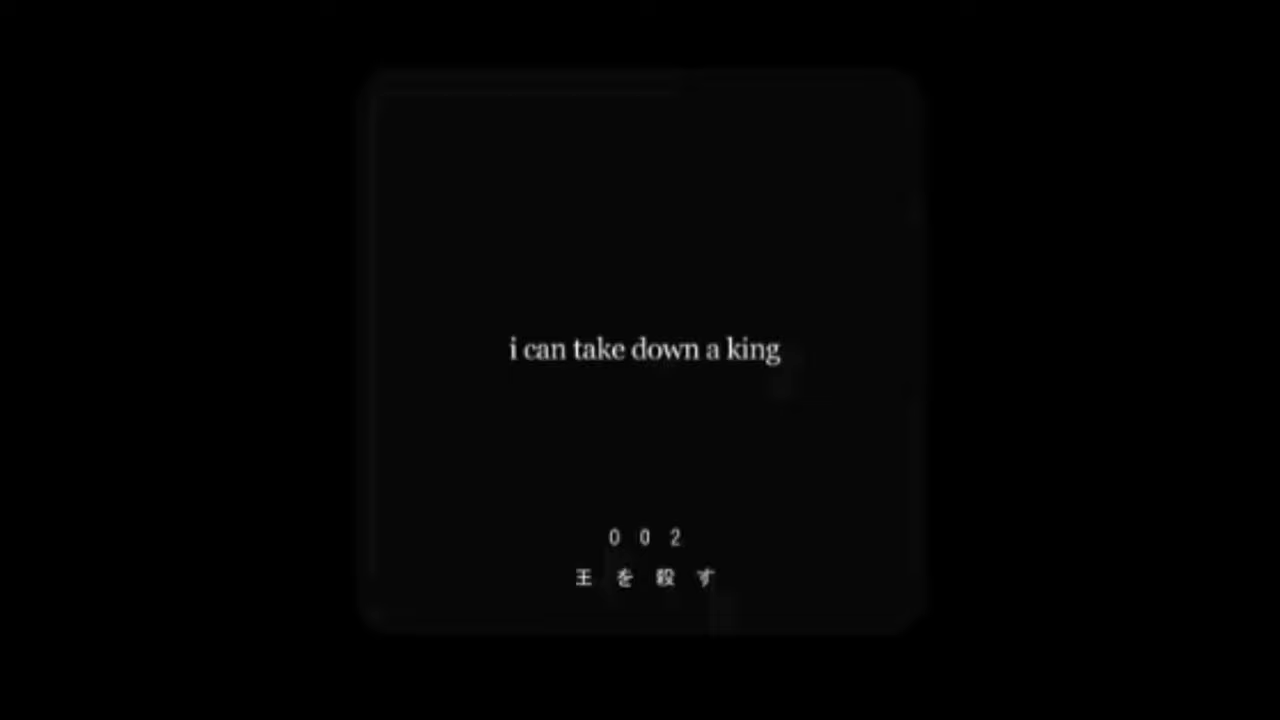 i can take down a king
0 0 2
王 を 殺 す